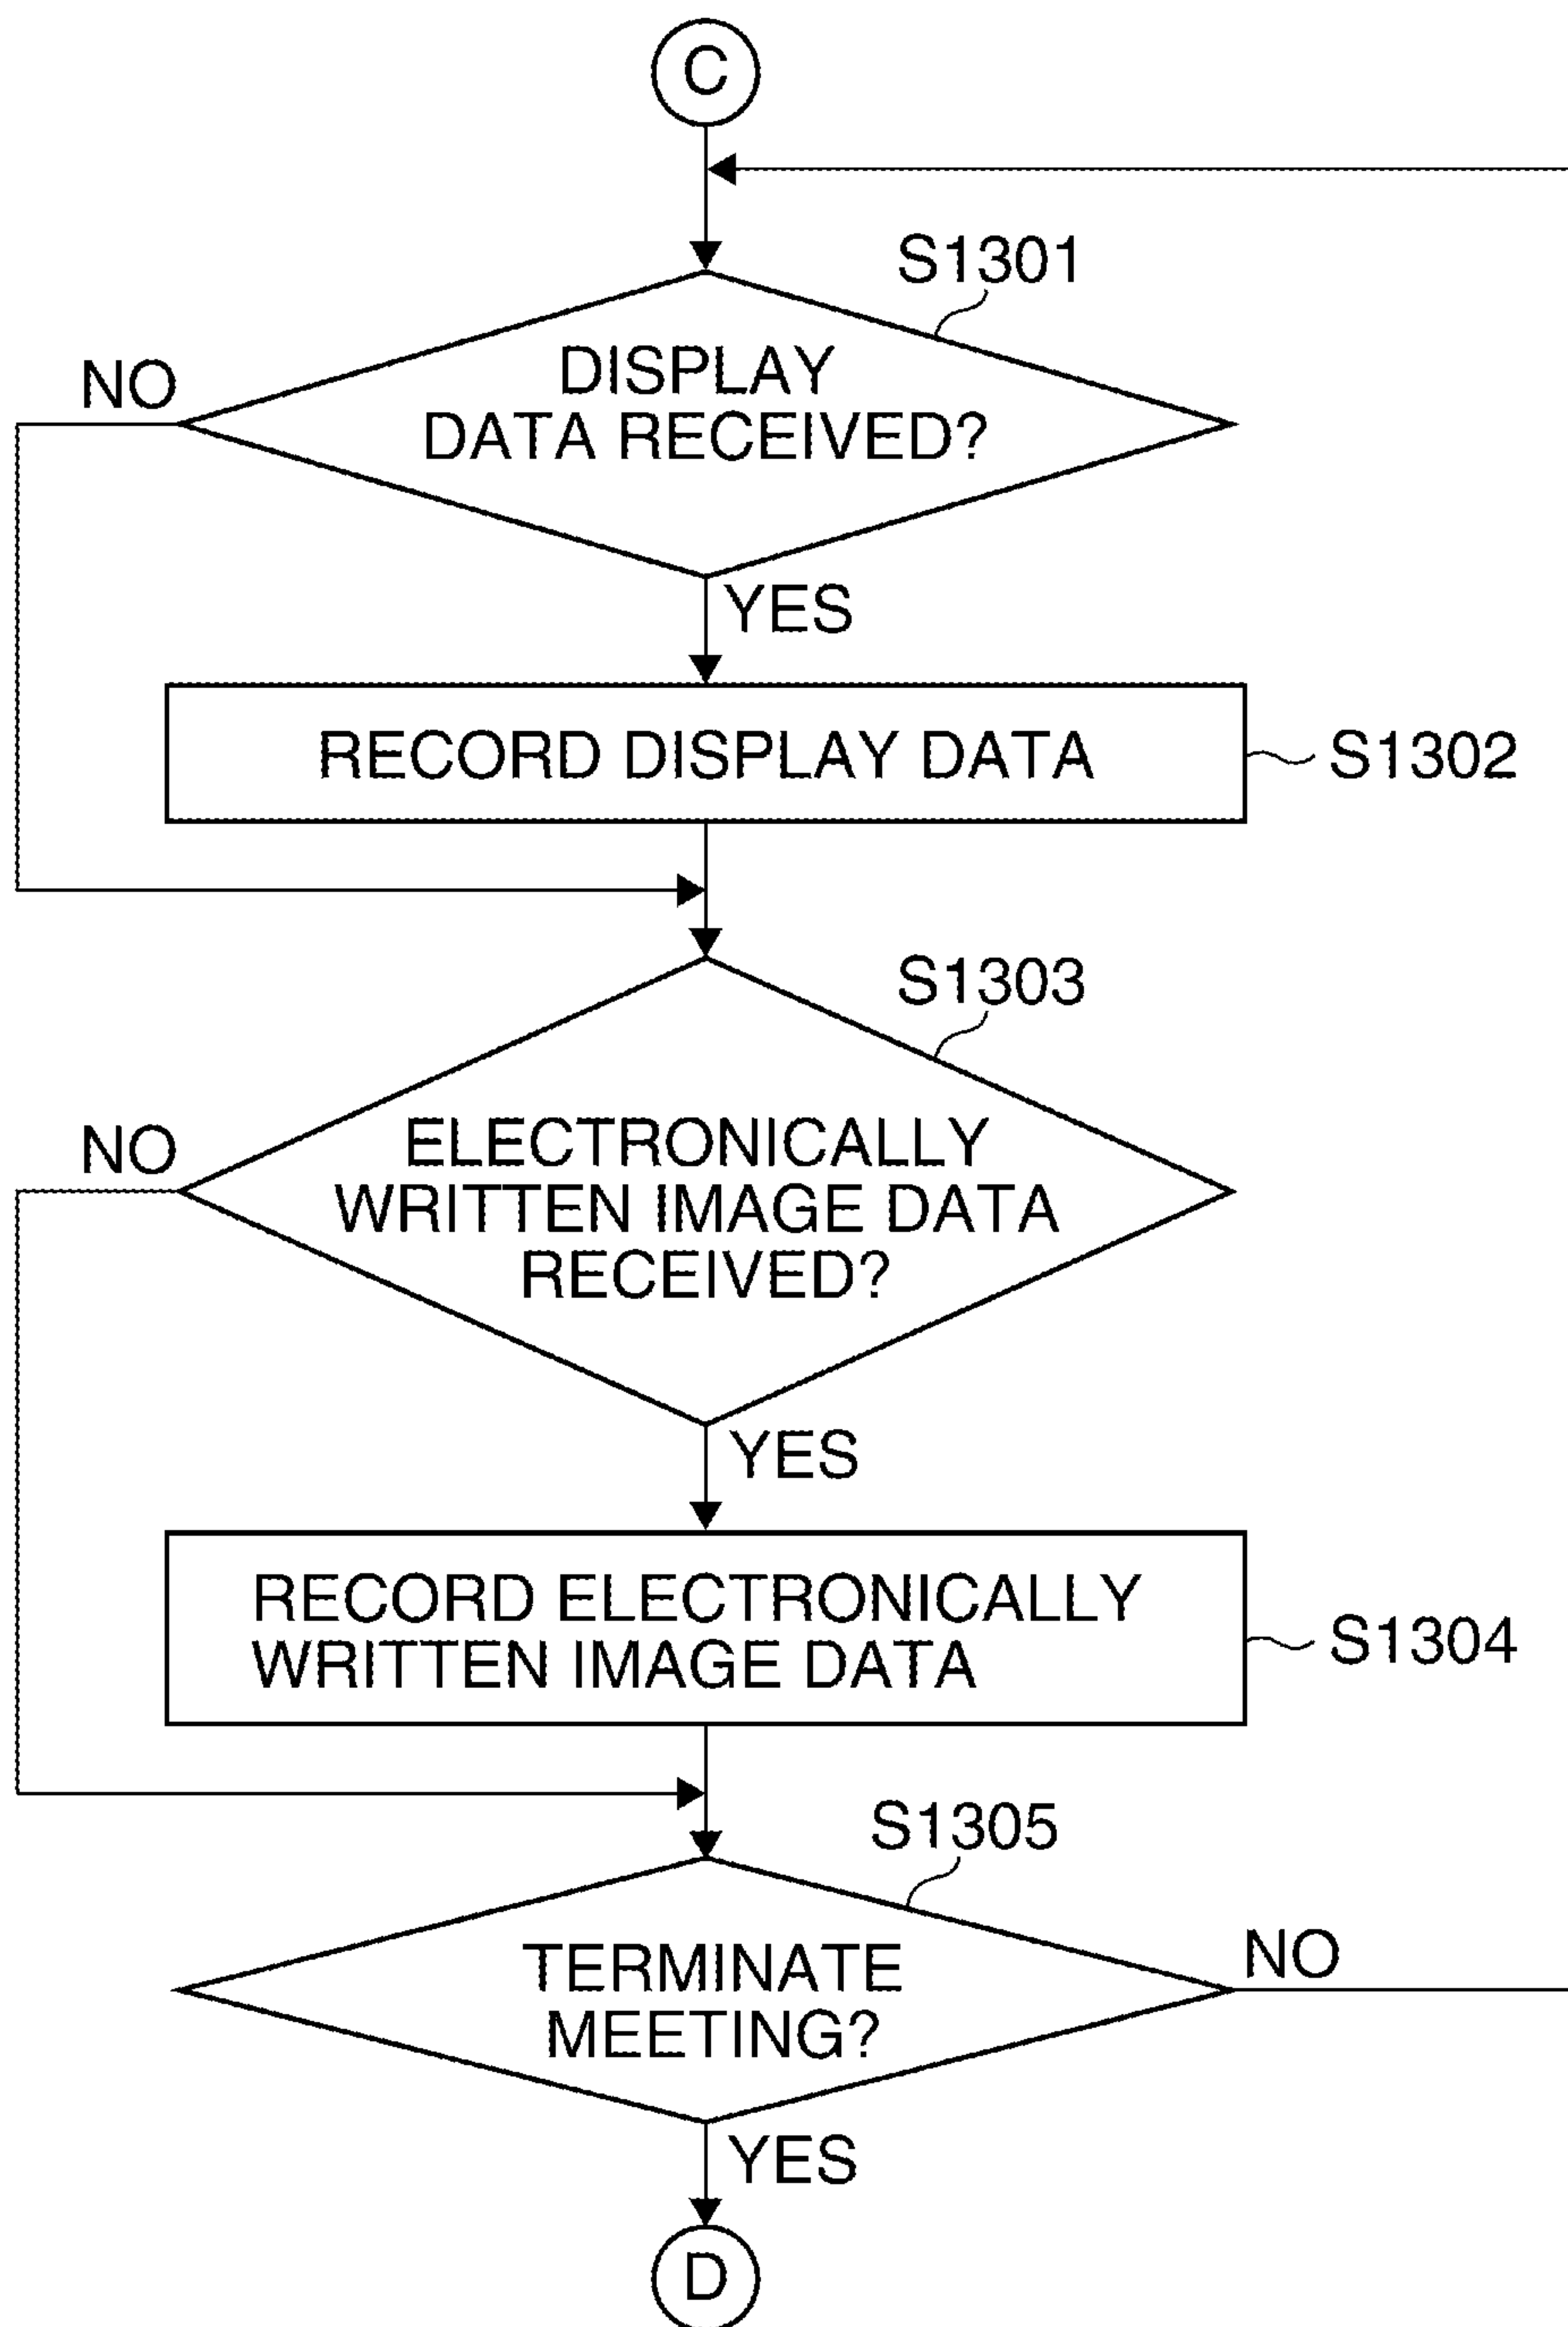 C
S1301
NO
DISPLAY
DATA RECEIVED?
YES
RECORD DISPLAY DATA
S1302
S1303
NO
ELECTRONICALLY
WRITTEN IMAGE DATA
RECEIVED?
YES
RECORD ELECTRONICALLY
WRITTEN IMAGE DATA
S1304
S1305
TERMINATE
MEETING?
NO
YES
D